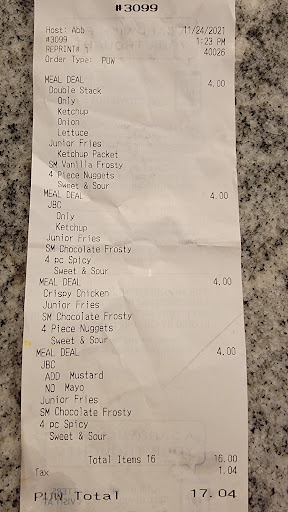 #3099
Host: Abb 11/24/2021
#3099 1:23 PM
REPRINT# 1 40026
Order Type: PUW
MEAL DEAL 4.00
Double Stack
Only
Ketchup
Onion
Lettuce
Junior Fries
Ketchup Packet
SM Vanilla Frosty
4 Piece Nuggets
Sweet & Sour
MEAL DEAL 4.00
JBC
Only
Ketchup
Junior Fries
SM Chocolate Frosty
4 pc Spicy
Sweet & Sour
MEAL DEAL 4.00
Crispy Chicken
Junior Fries
SM Chocolate Frosty
4 Piece Nuggets
Sweet & Sour
MEAL DEAL 4.00
JBC
ADD Mustard
NO Mayo
Junior Fries
SM Chocolate Frosty
4 pc Spicy
Sweet & Sour
Total Items 16 16.00
Tax 1.04
PUW Total 17.04